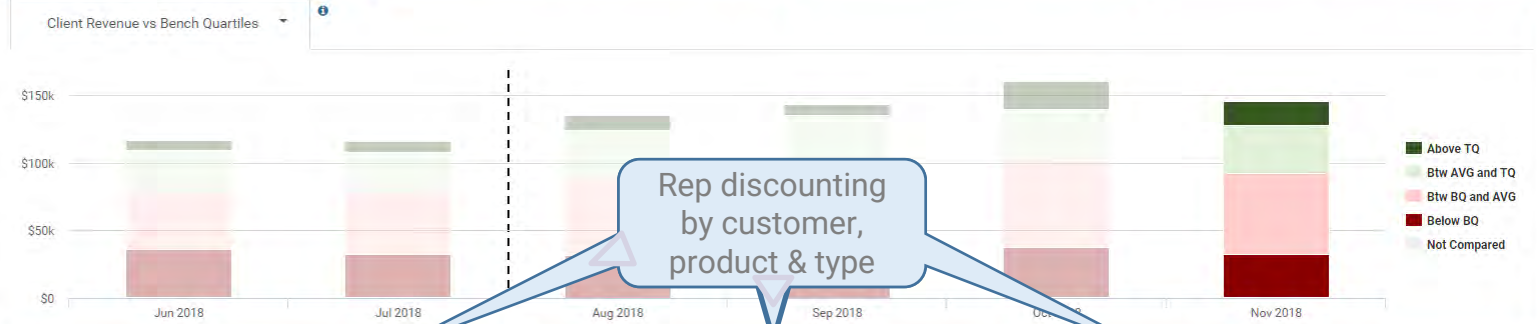 Client Revenue vs Bench Quartiles
$150k
$100k
$50k
$0
Rep discounting
by customer,
product & type
Above TQ
Btw AVG and TQ
Btw BQ and AVG
Below BQ
Not Compared
Jun 2018
Jul 2018
Aug 2018
Sep 2018
Nov 2018